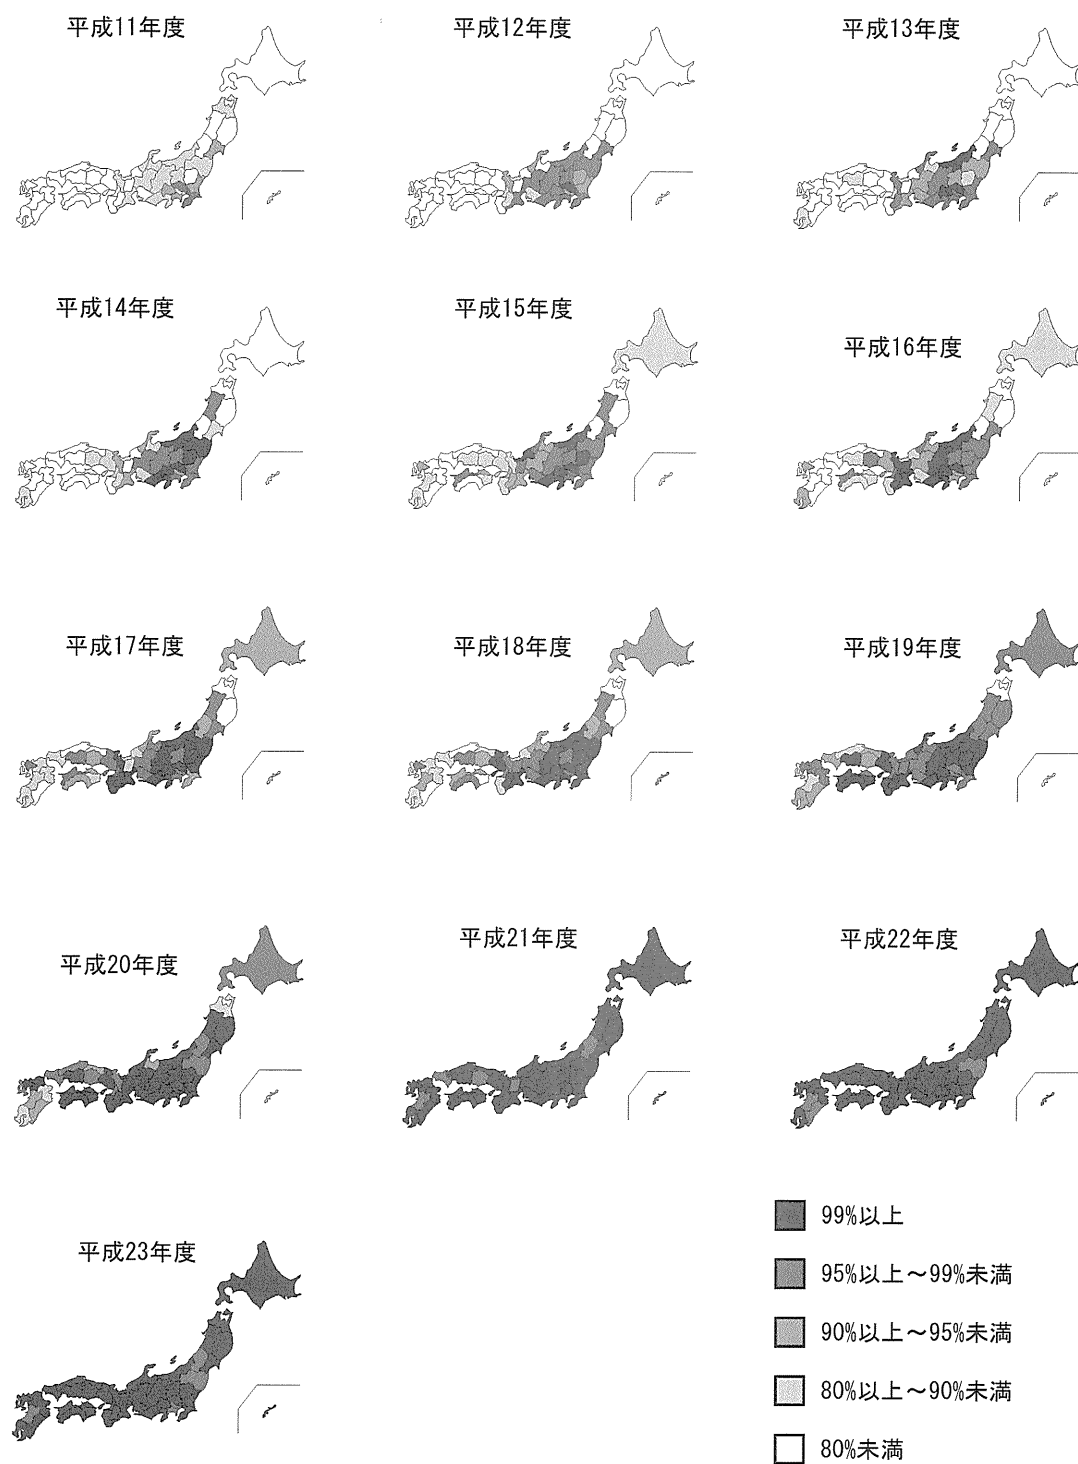 平成11年度
平成12年度
平成13年度
平成14年度
平成15年度
平成16年度
平成17年度
平成18年度
平成19年度
平成20年度
平成21年度
平成22年度
平成23年度
99%以上
95%以上～99%未満
90%以上～95%未満
80%以上～90%未満
80%未満